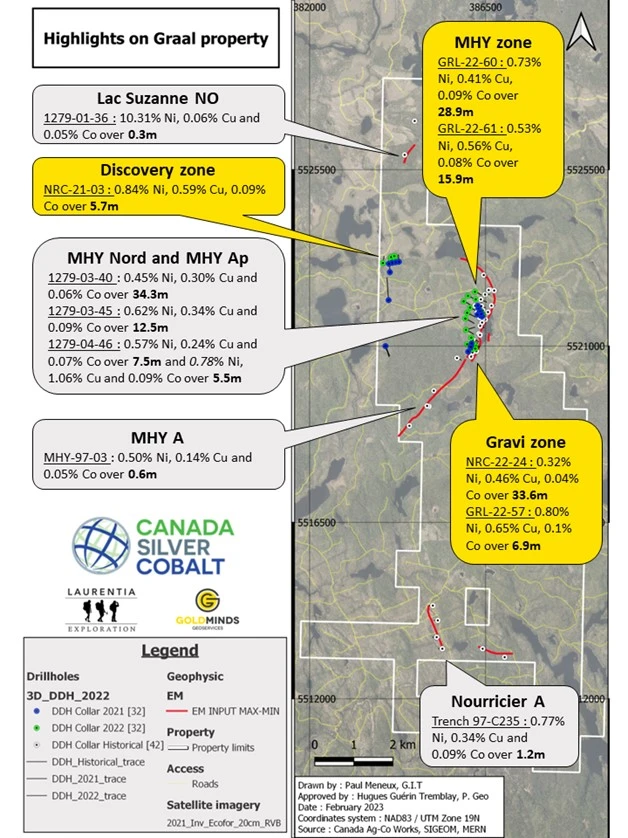 382000
386500
Highlights on Graal property
Lac Suzanne NO
1279-01-36 : 10.31% Ni, 0.06% Cu and
0.05% Co over 0.3m
Discovery zone
NRC-21-03 : 0.84% Ni, 0.59% Cu, 0.09%
Co over 5.7m
MHY Nord and MHY Ap
1279-03-40 : 0.45% Ni, 0.30% Cu and
0.06% Co over 34.3m
1279-03-45 : 0.62% Ni, 0.34% Cu and
0.09% Co over 12.5m
1279-04-46 : 0.57% Ni, 0.24% Cu and
0.07% Co over 7.5m and 0.78% Ni,
1.06% Cu and 0.09% Co over 5.5m
MHY A
MHY-97-03 : 0.50% Ni, 0.14% Cu and
0.05% Co over 0.6m
MHY zone
GRL-22-60 : 0.73%
Ni, 0.41% Cu,
0.09% Co over
28.9m
GRL-22-61 : 0.53%
Ni, 0.56% Cu,
0.08% Co over
15.9m
5525500
5525500
5521000
5521000
Gravi zone
NRC-22-24 : 0.32%
Ni, 0.46% Cu, 0.04%
Co over 33.6m
GRL-22-57 : 0.80%
Ni, 0.65% Cu, 0.1%
Co over 6.9m
5516500
5516500
5512000
12000
Nourricier A
Trench 97-C235 : 0.77%
Ni, 0.34% Cu and
0.09% Co over 1.2m
CANADA
SILVER
COBALT
LAURENTIA
EXPLORATION
GOLDMINDS
GEOSERVICES
Legend
Drillholes
3D_DDH_2022
DDH Collar 2021 [32]
DDH Collar 2022 [32]
DDH Collar Historical [42]
DDH_Historical_trace
DDH_2021_trace
DDH_2022_trace
Geophysic
EM
EM INPUT MAX-MIN
Property
Property limits
Access
Roads
Satellite imagery
2021_Inv_Ecofor_20cm_RVB
0 1 2 km
Drawn by : Paul Meneux, G.I.T
Approved by : Hugues Guérin Tremblay, P. Geo
Date : February 2023
Coordinates system : NAD83 / UTM Zone 19N
Source : Canada Ag-Co Works, SIGEOM, MERN